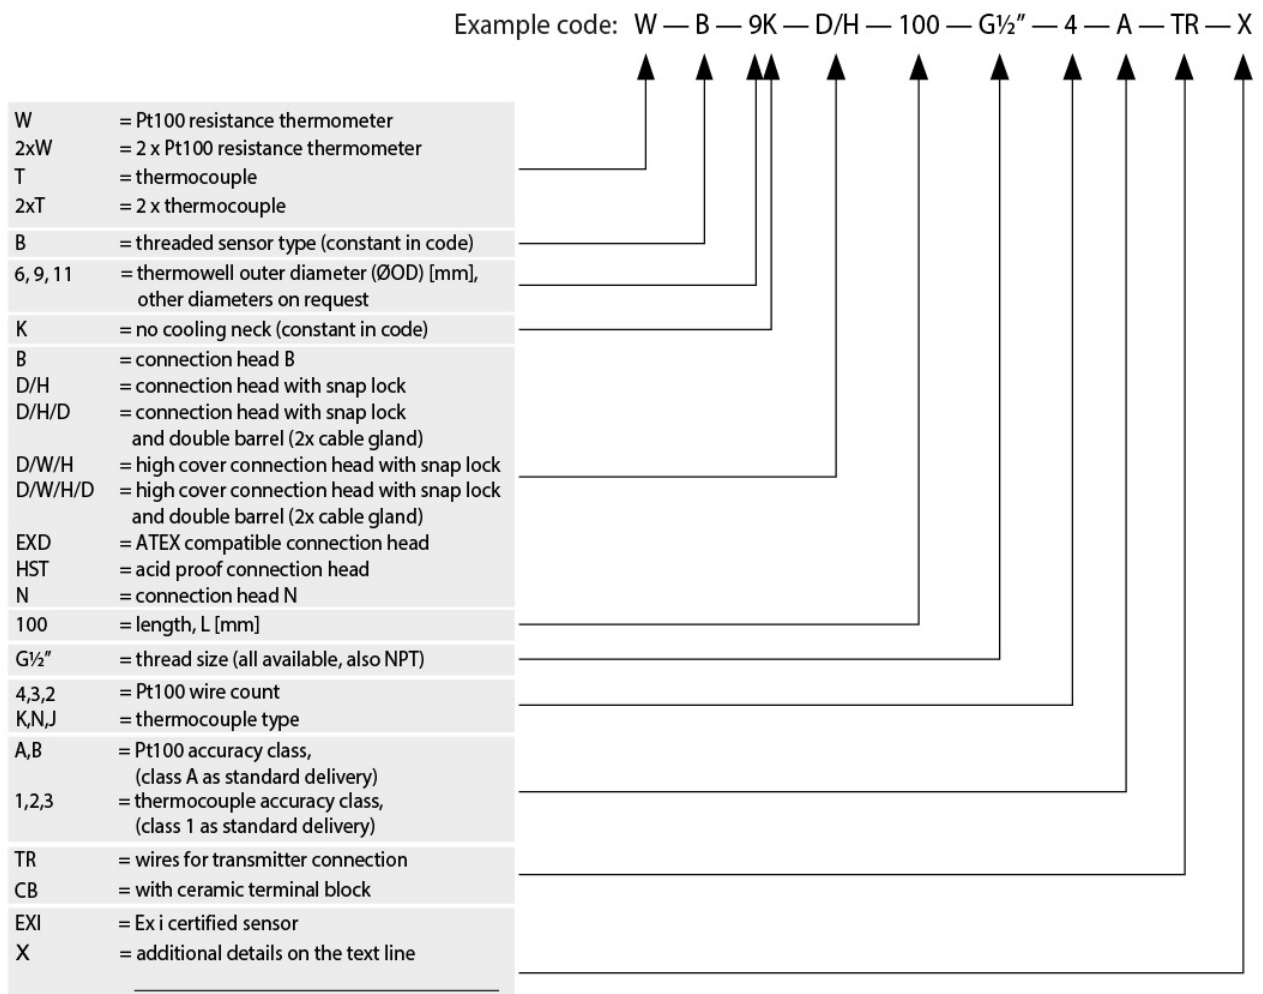 Example code: W — B — 9K — D/H — 100 — G½” — 4 — A — TR — X
W = Pt100 resistance thermometer
2xW = 2 x Pt100 resistance thermometer
T = thermocouple
2xT = 2 x thermocouple
B = threaded sensor type (constant in code)
6, 9, 11 = thermowell outer diameter (ØOD) [mm],
other diameters on request
K = no cooling neck (constant in code)
B = connection head B
D/H = connection head with snap lock
D/H/D = connection head with snap lock
and double barrel (2x cable gland)
D/W/H = high cover connection head with snap lock
D/W/H/D = high cover connection head with snap lock
and double barrel (2x cable gland)
EXD = ATEX compatible connection head
HST = acid proof connection head
N = connection head N
100 = length, L [mm]
G½” = thread size (all available, also NPT)
4,3,2 = Pt100 wire count
K,N,J = thermocouple type
A,B = Pt100 accuracy class,
(class A as standard delivery)
1,2,3 = thermocouple accuracy class,
(class 1 as standard delivery)
TR = wires for transmitter connection
CB = with ceramic terminal block
EXI = Ex i certified sensor
X = additional details on the text line